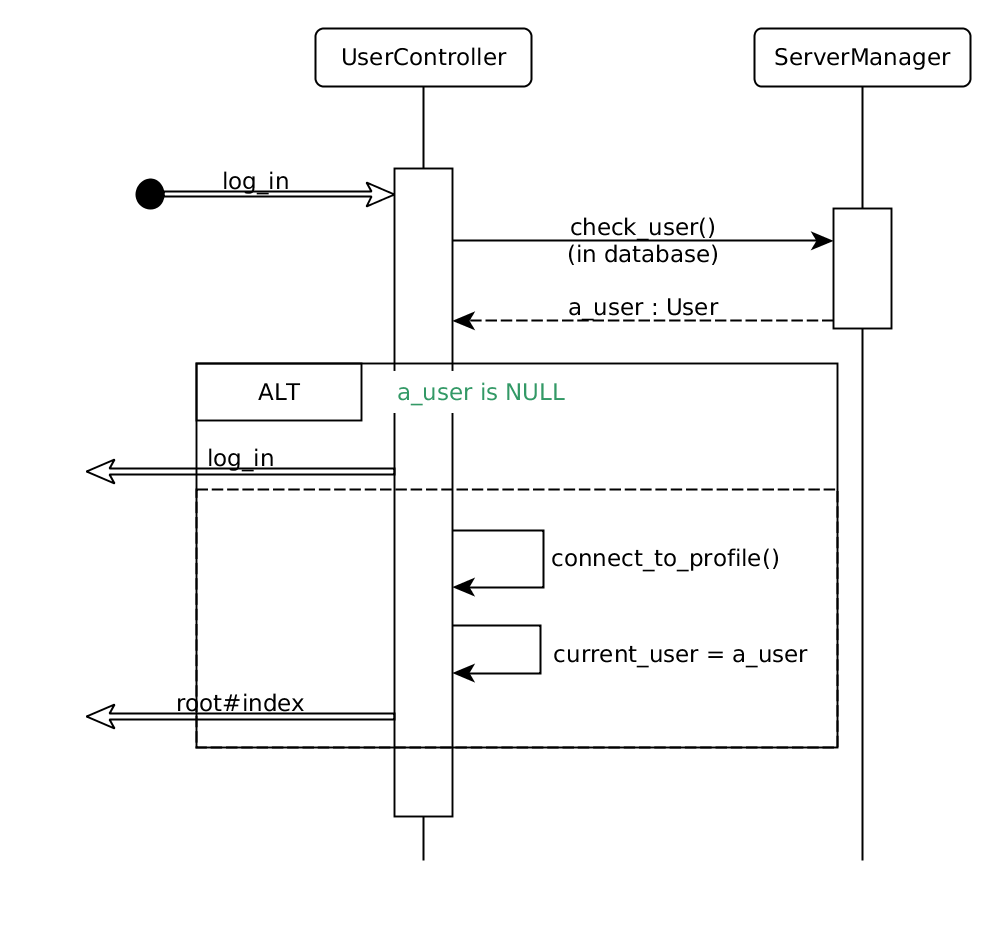 UserController
ServerManager
log_in
check_user()
(in database)
a_user : User
ALT
a_user is NULL
log_in
connect_to_profile()
current_user = a_user
root#index